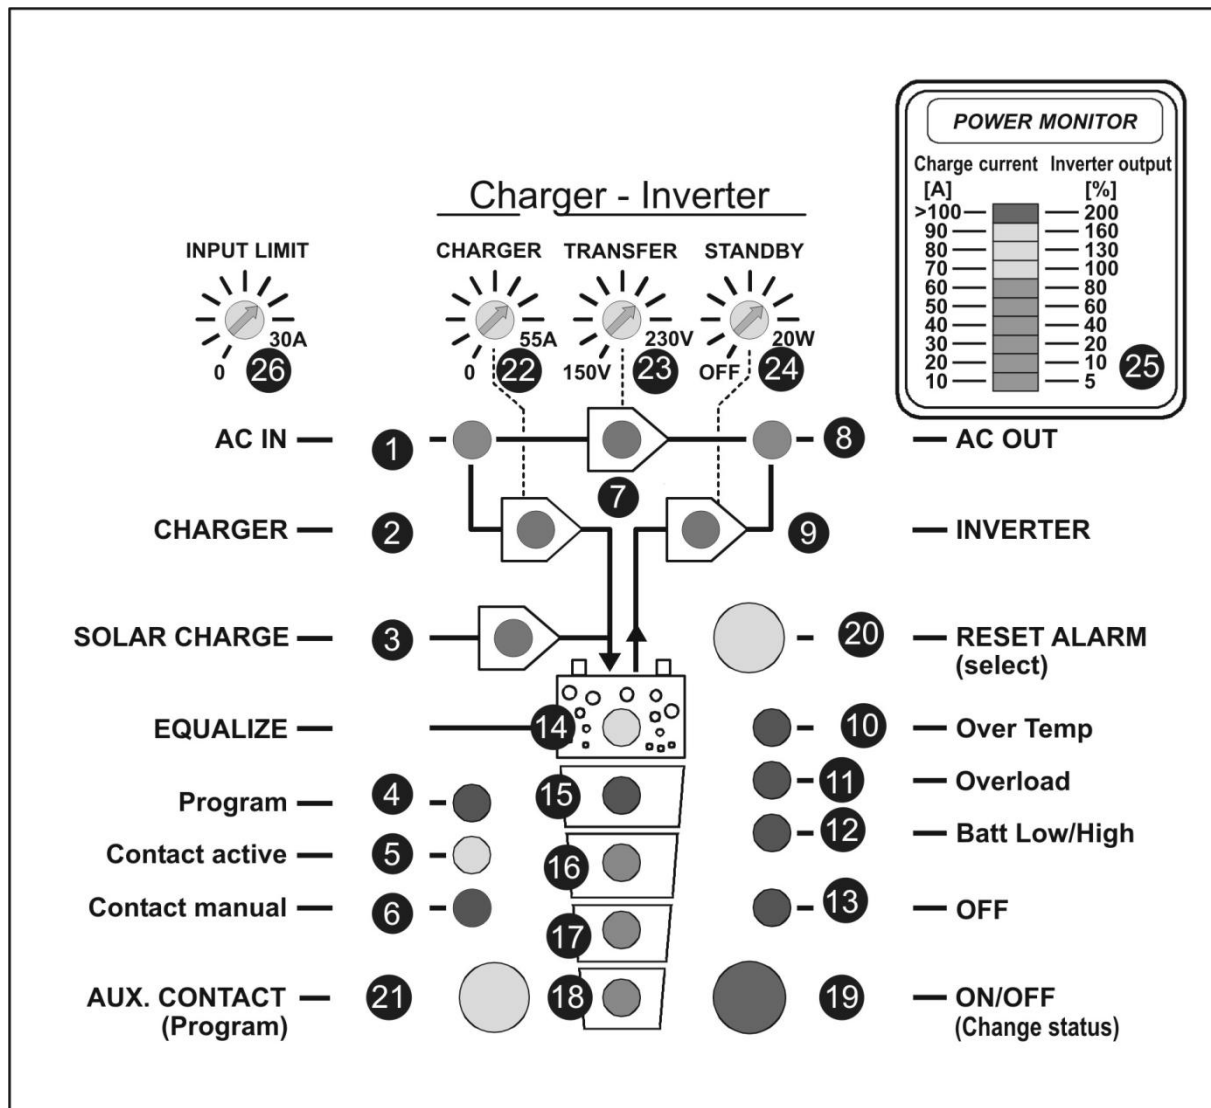 POWER MONITOR
Charge current Inverter output
[A] [%]
>100 200
90 160
80 130
70 100
60 80
50 60
40 40
30 20
20 10
10 5
25
Charger - Inverter
INPUT LIMIT CHARGER TRANSFER STANDBY
30A 55A 230V 20W
0 26 0 22 150V 23 OFF 24
AC IN 1 8 AC OUT
7
CHARGER 2 9 INVERTER
SOLAR CHARGE 3 20 RESET ALARM
(select)
EQUALIZE 14 10 Over Temp
Program 4 15 11 Overload
Contact active 5 16 12 Batt Low/High
Contact manual 6 17 13 OFF
AUX. CONTACT 21 18 19 ON/OFF
(Program) (Change status)